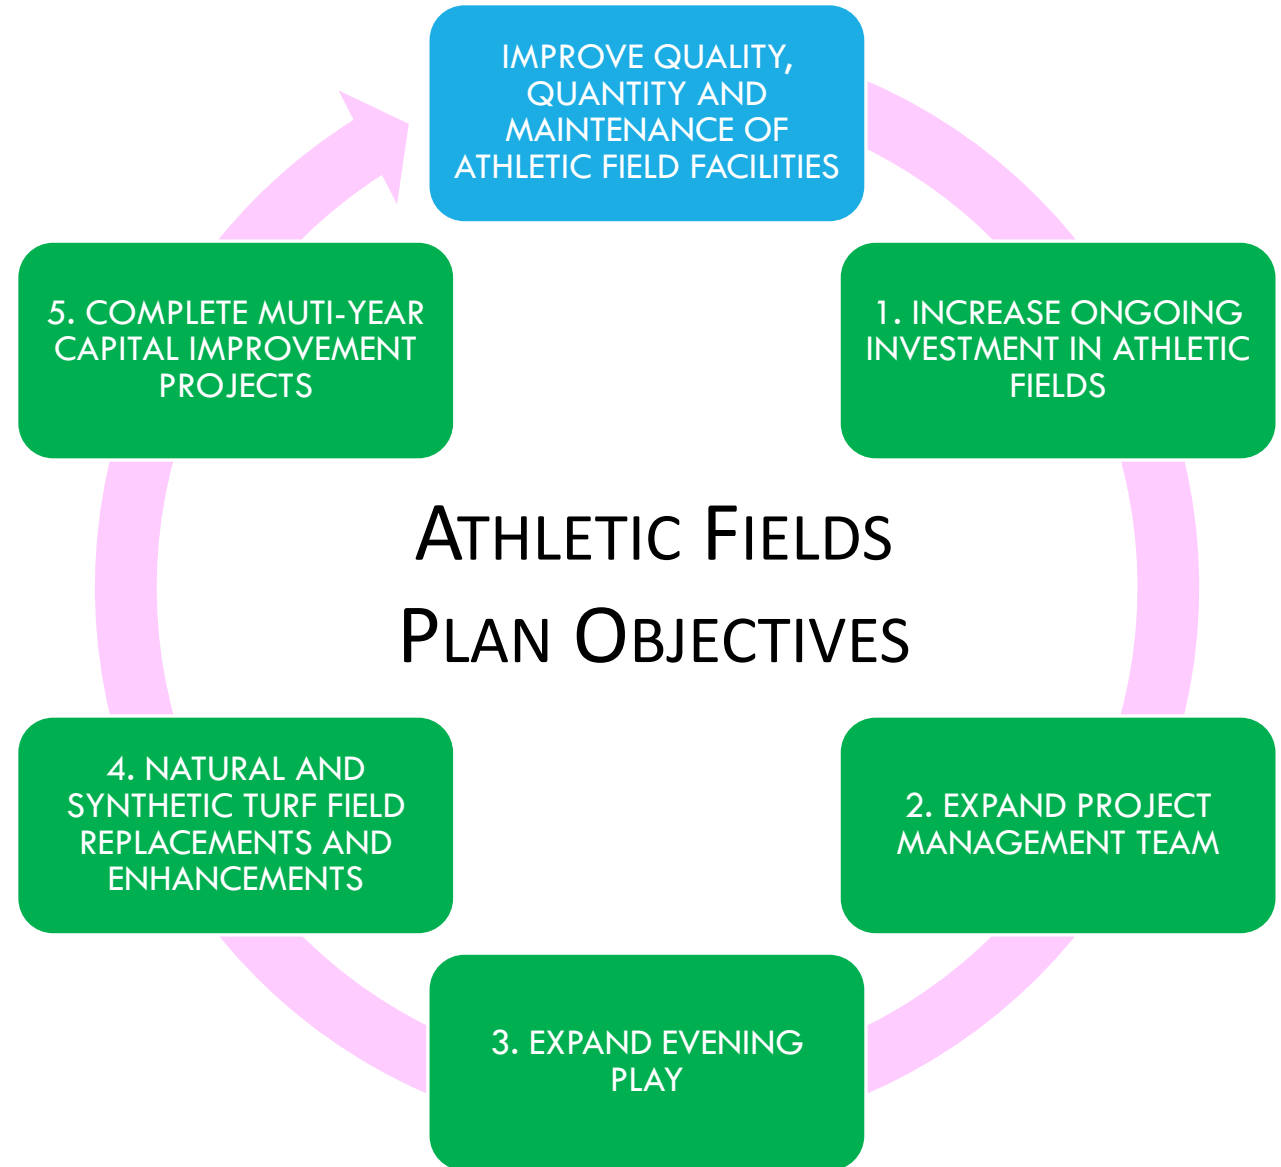 IMPROVE QUALITY,
QUANTITY AND
MAINTENANCE OF
ATHLETIC FIELD FACILITIES
1. INCREASE ONGOING
INVESTMENT IN ATHLETIC
FIELDS
2. EXPAND PROJECT
MANAGEMENT TEAM
3. EXPAND EVENING
PLAY
4. NATURAL AND
SYNTHETIC TURF FIELD
REPLACEMENTS AND
ENHANCEMENTS
5. COMPLETE MUTI-YEAR
CAPITAL IMPROVEMENT
PROJECTS
ATHLETIC FIELDS
PLAN OBJECTIVES